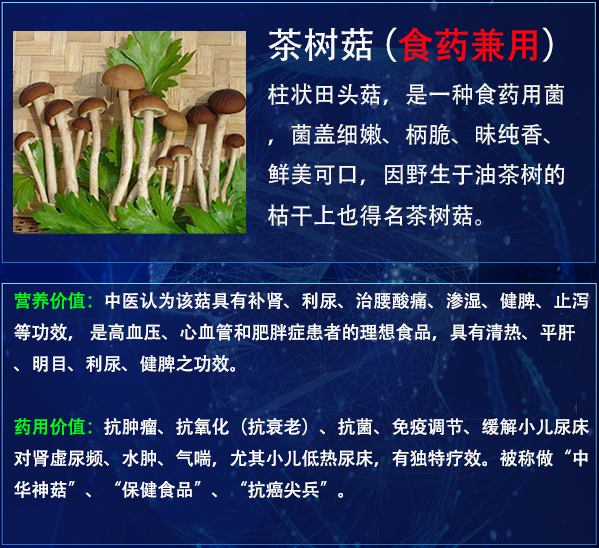 茶树菇（食药兼用）
柱状田头菇，是一种食药用菌
，菌盖细嫩、柄脆、昧纯香、
鲜美可口，因野生于油茶树的
枯干上也得名茶树菇。
营养价值：中医认为该菇具有补肾、利尿、治腰酸痛、渗湿、健脾、止泻
等功效， 是高血压、心血管和肥胖症患者的理想食品，具有清热、平肝
、明目、利尿、健脾之功效。
药用价值：抗肿瘤、抗氧化（抗衰老）、抗菌、免疫调节、缓解小儿尿床
对肾虚尿频、水肿、气喘，尤其小儿低热尿床，有独特疗效。被称做“中
华神菇”、“保健食品”、“抗癌尖兵”。